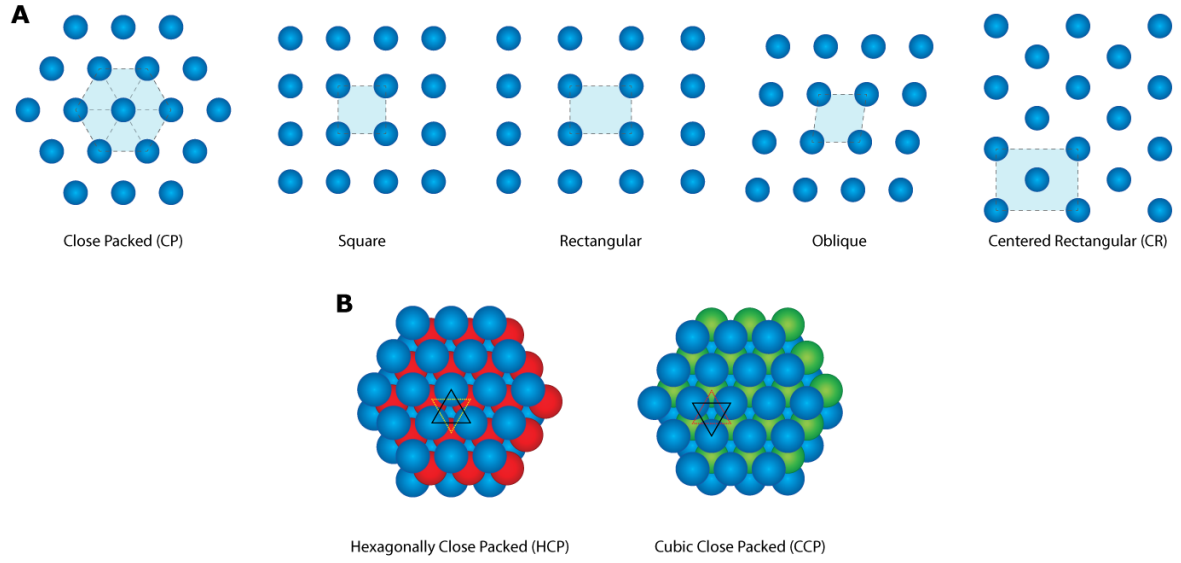 A
Close Packed (CP)
Square
Rectangular
Oblique
Centered Rectangular (CR)
B
Hexagonally Close Packed (HCP)
Cubic Close Packed (CCP)